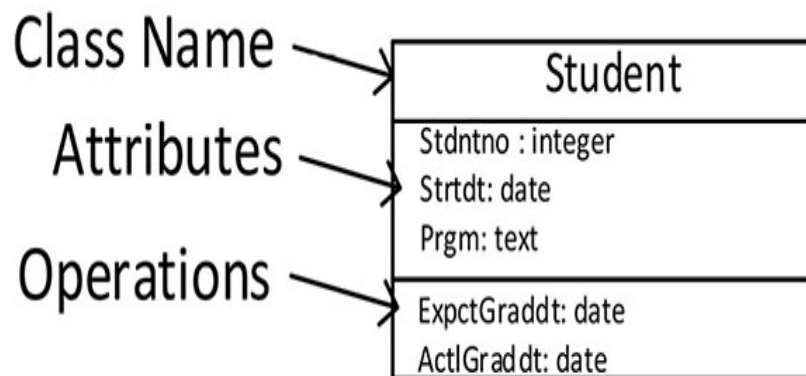 Class Name
Student
Attributes
Stdntno : integer
Strtdt: date
Prgm: text
Operations
ExpctGraddt: date
ActlGraddt: date